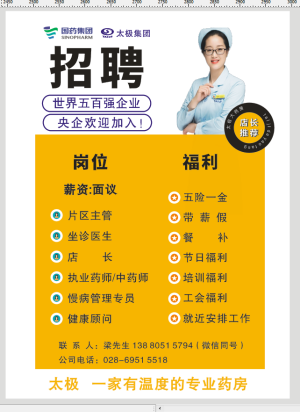 国药集团 太极集团
SINOPHARM
招聘
世界五百强企业
央企欢迎加入!
店长
推荐
岗位
薪资:面议
片区主管
坐诊医生
店 长
执业药师/中药师
慢病管理专员
健康顾问
福利
五险一金
带 薪 假
餐 补
节日福利
培训福利
工会福利
就近安排工作
联 系 人：梁先生 138 8051 5794（微信同号）
公司电话：028-6951 5518
太极 一家有温度的专业药房